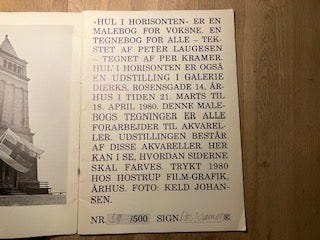 »HUL I HORISONTEN« ER EN
MALEBOG FOR VOKSNE. EN
TEGNEBOG FOR ALLE – TEK-
STET AF PETER LAUGESEN –
TEGNET AF PER KRAMER.
HUL I HORISONTEN ER OGSÅ
EN UDSTILLING I GALERIE
DIERKS, ROSENSGADE 14, ÅR-
HUS I TIDEN 21. MARTS TIL
18. APRIL 1980. DENNE MALE-
BOGS TEGNINGER ER ALLE
FORARBEJDER TIL AKVAREL-
LER. UDSTILLINGEN BESTÅR
AF DISSE AKVARELLER. HER
KAN I SE, HVORDAN SIDERNE
SKAL FARVES. TRYKT 1980
HOS HOSTRUP FILM-GRAFIK,
ÅRHUS. FOTO: KELD JOHAN-
SEN.
NR. /500 SIGN. Kramer